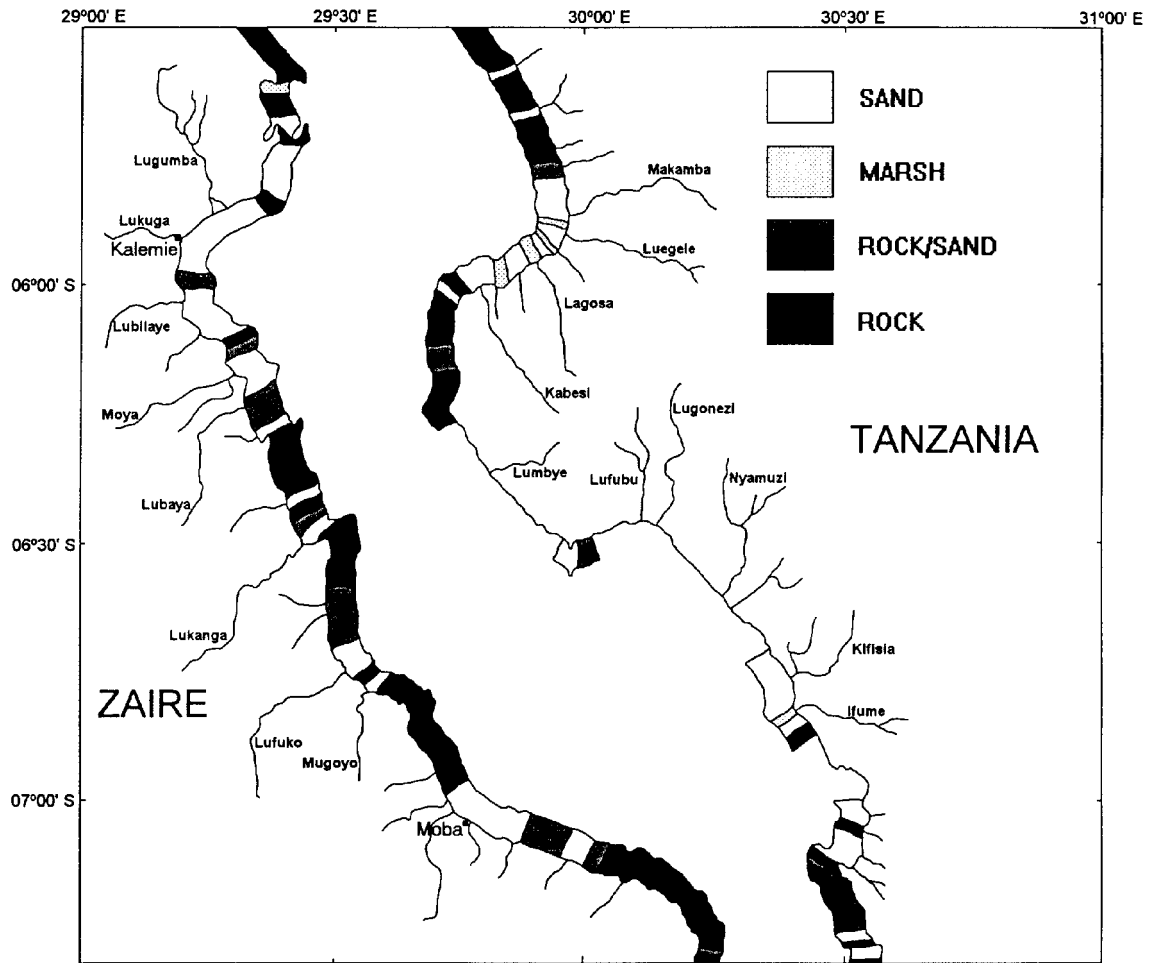 29°00' E
29°30' E
30°00' E
30°30' E
31°00' E
SAND
MARSH
ROCK/SAND
ROCK
Lugumba
Makamba
Lukuga
Kalemie
Luegele
06°00' S
Lagosa
Lubilaye
Kabesi
Moya
Lugonezi
TANZANIA
Lumbye
Lufubu
Nyamuzi
Lubaya
06°30' S
Lukanga
Kifisia
ZAIRE
Ifume
Lufuko
Mugoyo
07°00' S
Moba